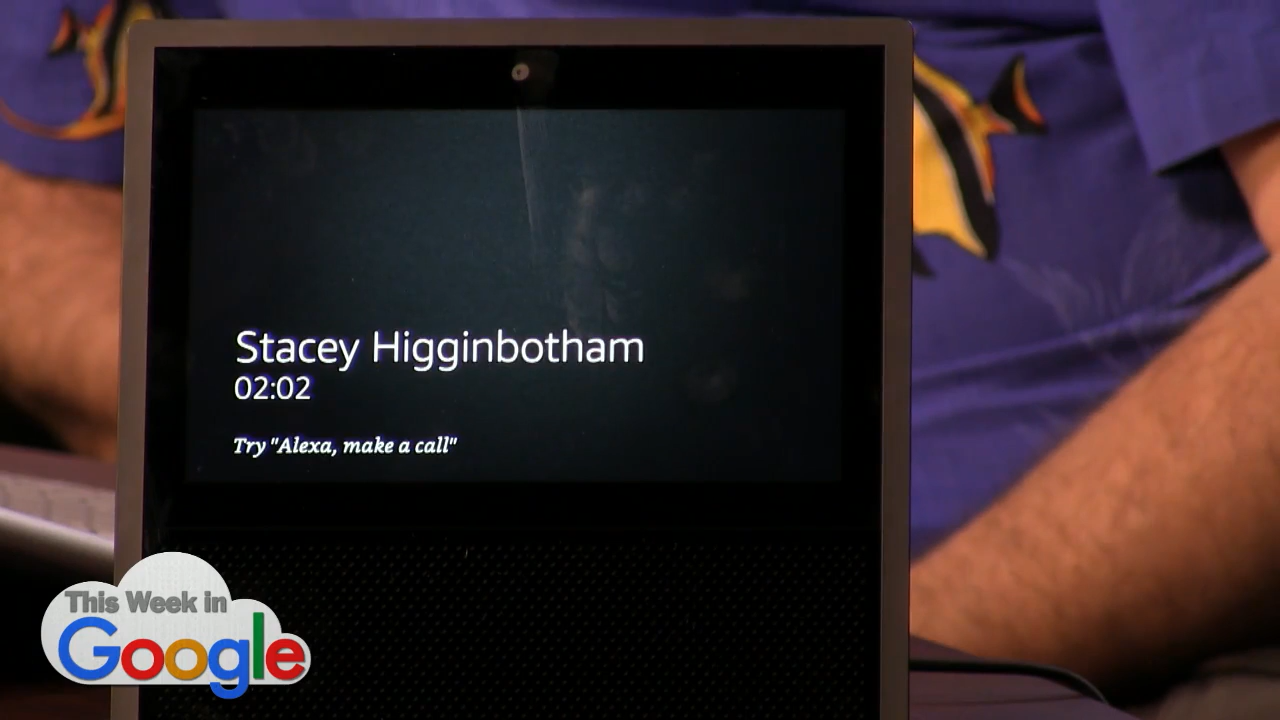 Stacey Higginbotham
02:02
Try "Alexa, make a call"
This Week in
Google